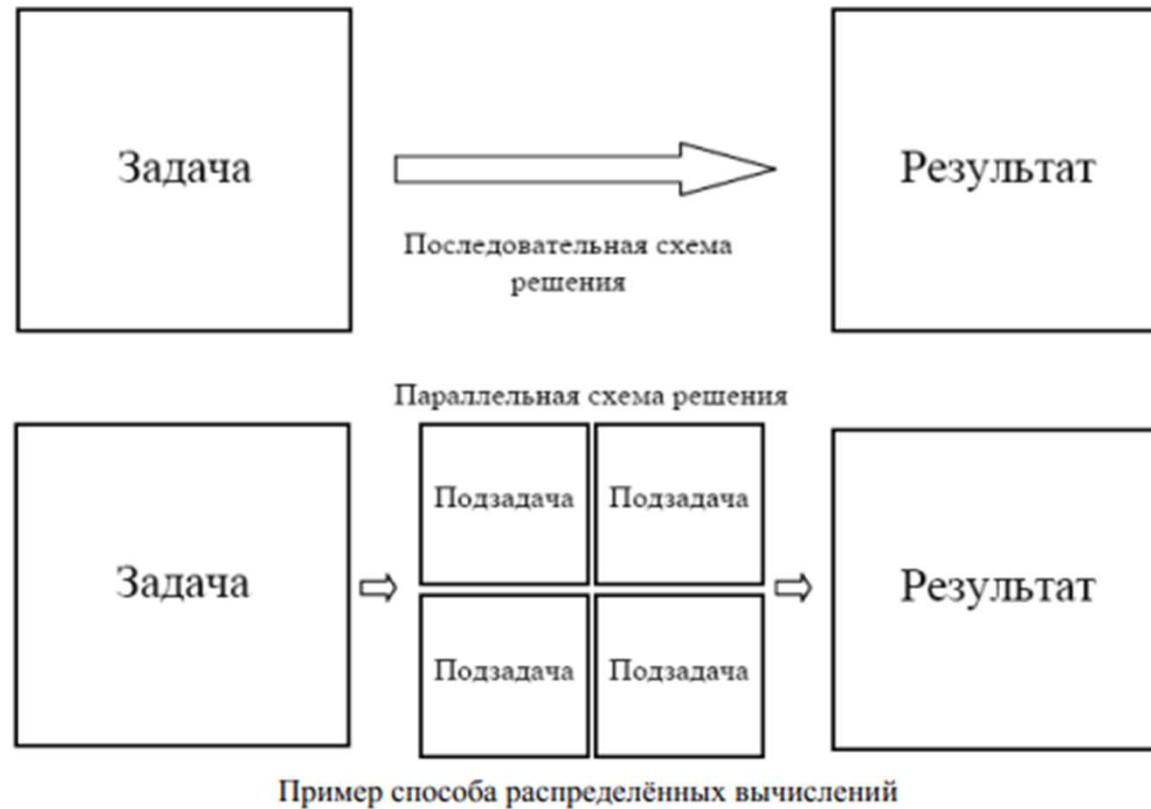 Задача
Результат
Последовательная схема
решения
Параллельная схема решения
Подзадача Подзадача
Задача
Результат
Подзадача Подзадача
Пример способа распределённых вычислений